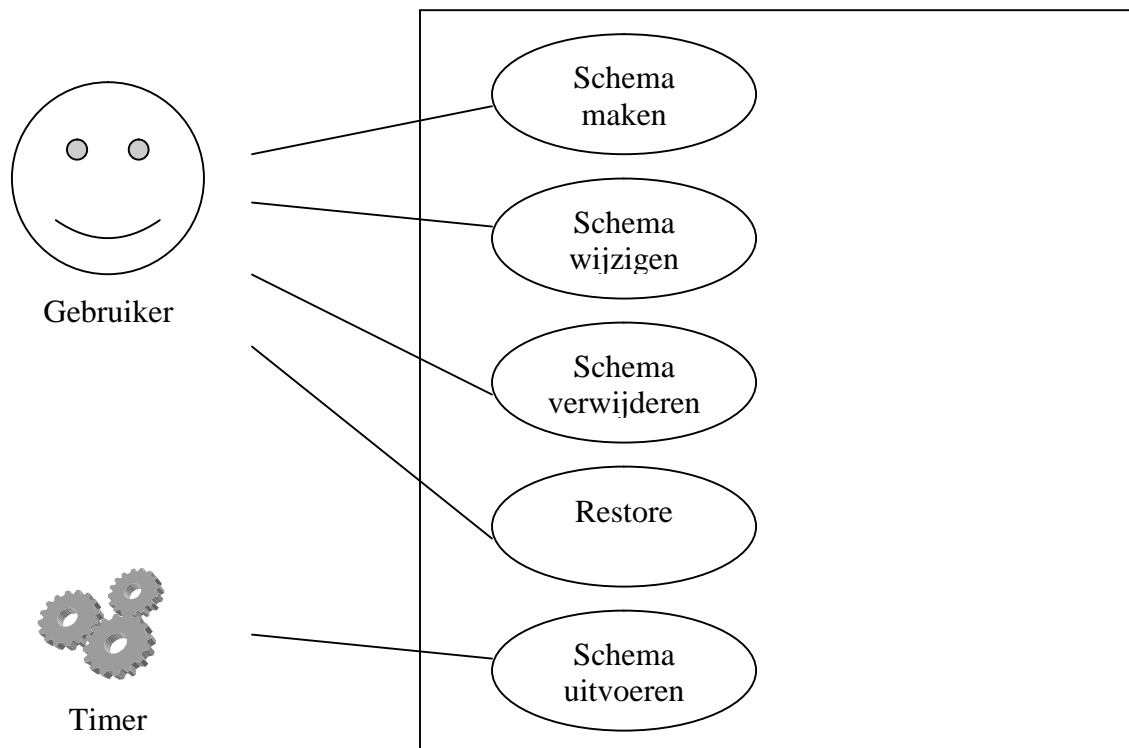 Schema
maken
Schema
wijzigen
Gebruiker
Schema
verwijderen
Restore
Schema
uitvoeren
Timer